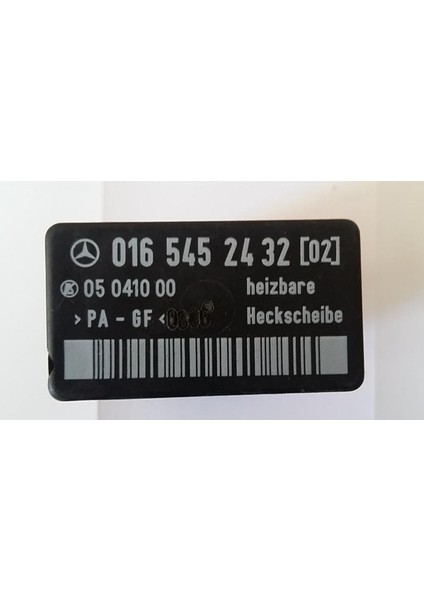 016 545 24 32 [02]
05 0410 00 heizbare
>PA-GF< Heckscheibe